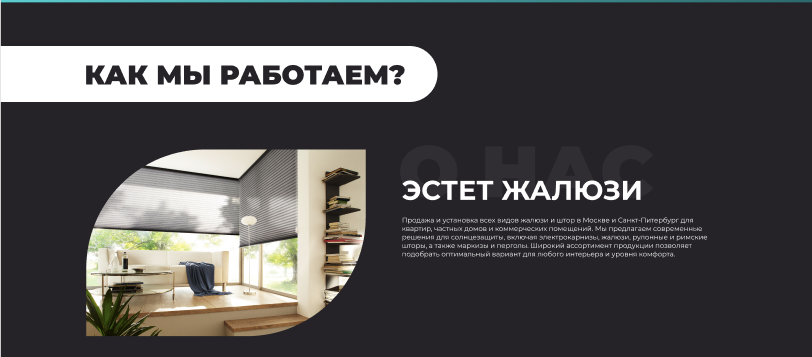 КАК МЫ РАБОТАЕМ?
О НАС
ЭСТЕТ ЖАЛЮЗИ
Продажа и установка всех видов жалюзи и штор в Москве и Санкт-Питербург для
квартир, частных домов и коммерческих помещений. Мы предлагаем современные
решения для солнцезащиты, включая электрокарнизы, жалюзи, рулонные и римские
шторы, а также маркизы и перголы. Широкий ассортимент продукции позволяет
подобрать оптимальный вариант для любого интерьера и уровня комфорта.